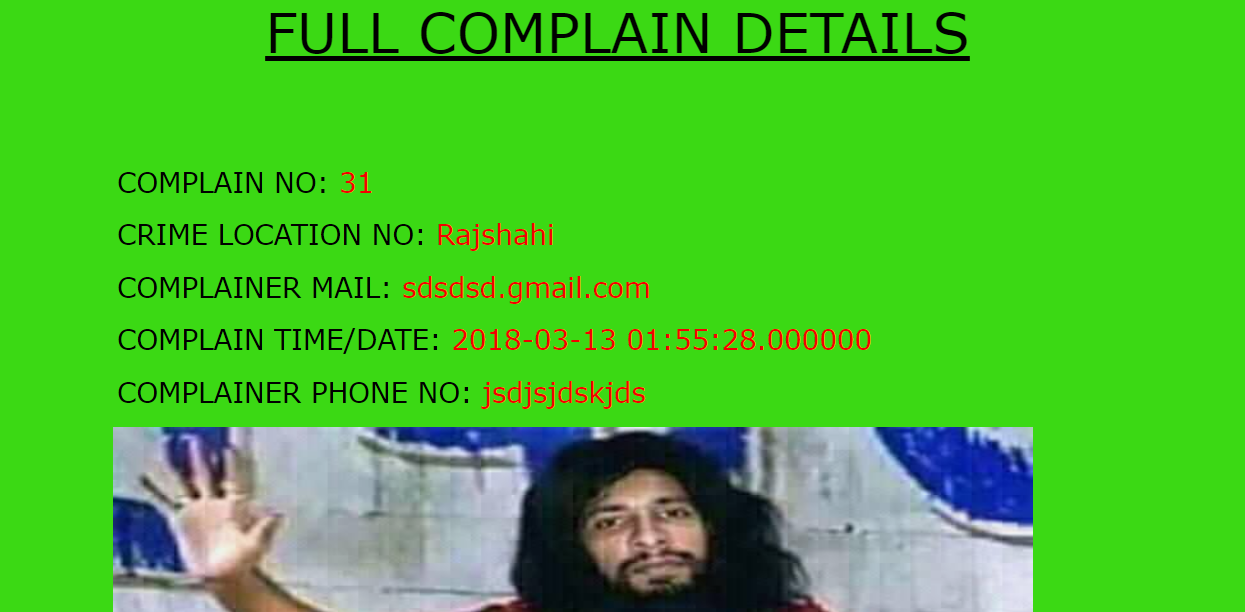 FULL COMPLAIN DETAILS
COMPLAIN NO: 31
CRIME LOCATION NO: Rajshahi
COMPLAINER MAIL: sdsdsd.gmail.com
COMPLAIN TIME/DATE: 2018-03-13 01:55:28.000000
COMPLAINER PHONE NO: jsdjsjdskjds